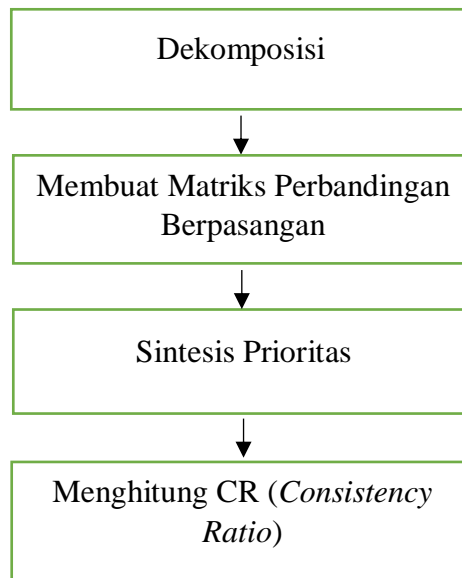 Dekomposisi
Membuat Matriks Perbandingan
Berpasangan
Sintesis Prioritas
Menghitung CR (Consistency
Ratio)